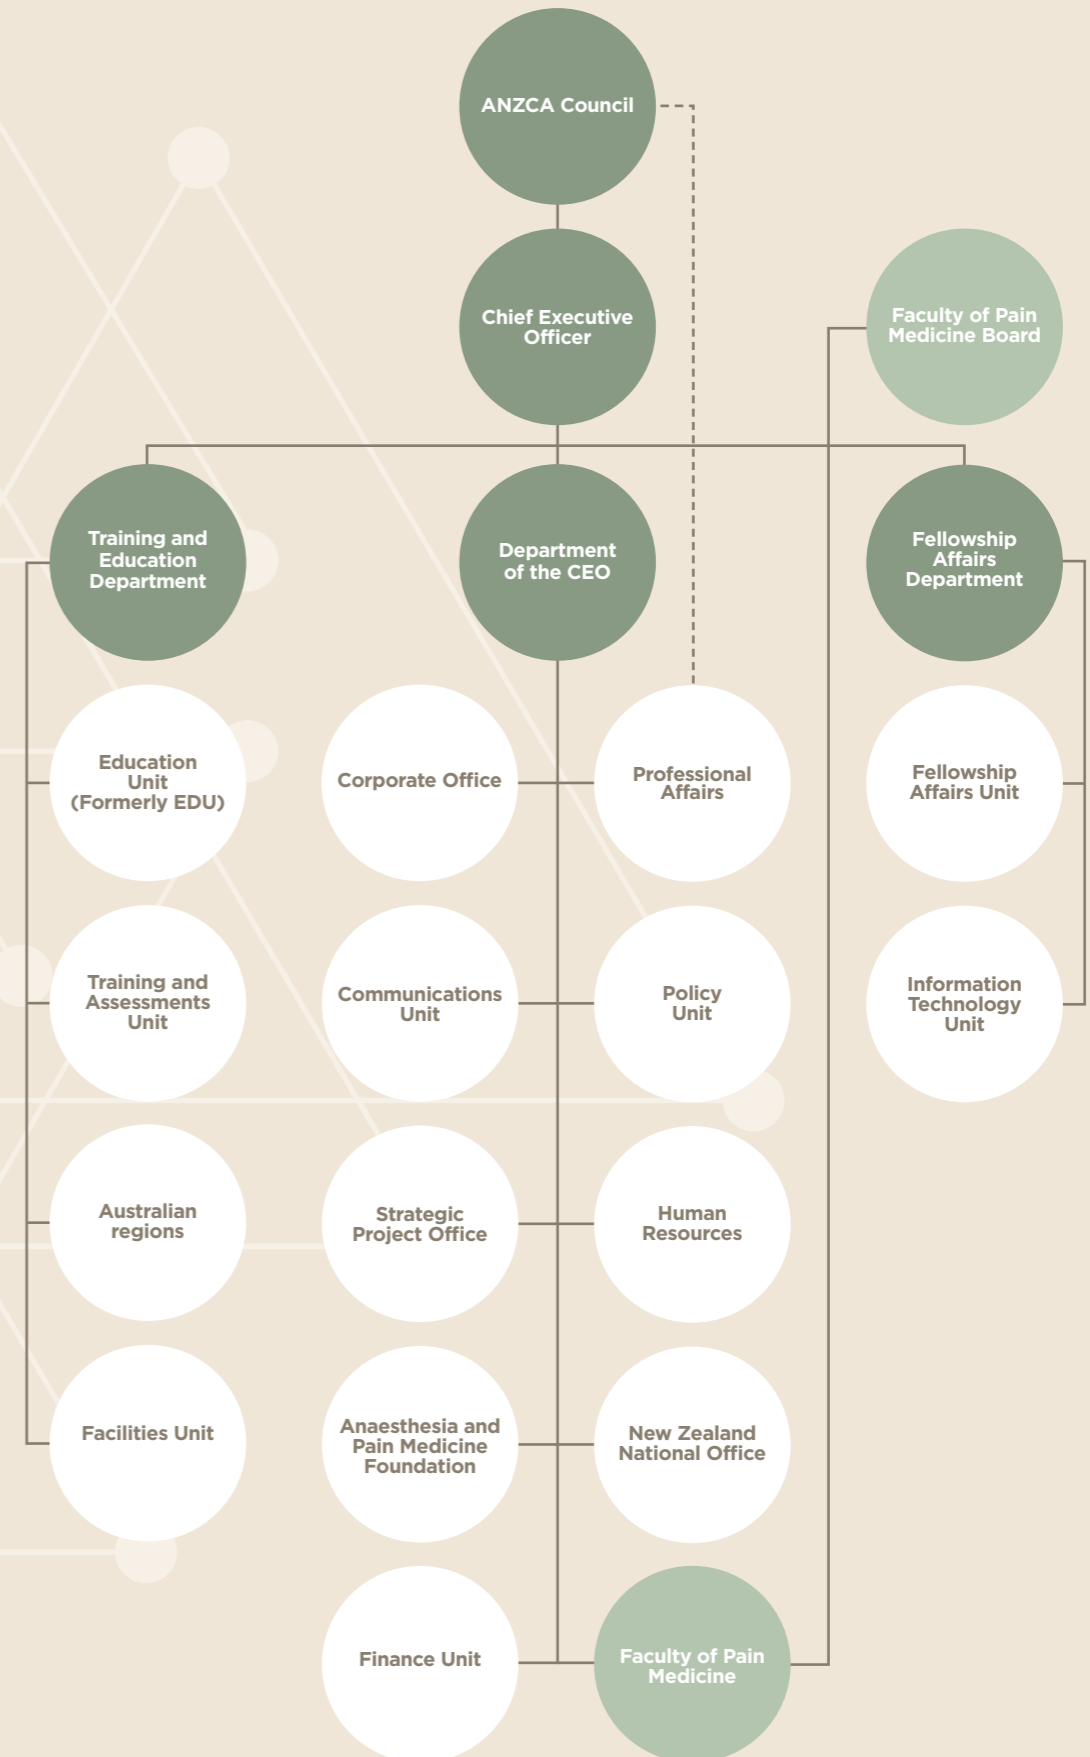 ANZCA Council
Chief Executive
Officer
Faculty of Pain
Medicine Board
Training and
Education
Department
Department
of the CEO
Fellowship
Affairs
Department
Education
Unit
(Formerly EDU)
Corporate Office
Professional
Affairs
Fellowship
Affairs Unit
Training and
Assessments
Unit
Communications
Unit
Policy
Unit
Information
Technology
Unit
Australian
regions
Strategic
Project Office
Human
Resources
Facilities Unit
Anaesthesia and
Pain Medicine
Foundation
New Zealand
National Office
Finance Unit
Faculty of Pain
Medicine